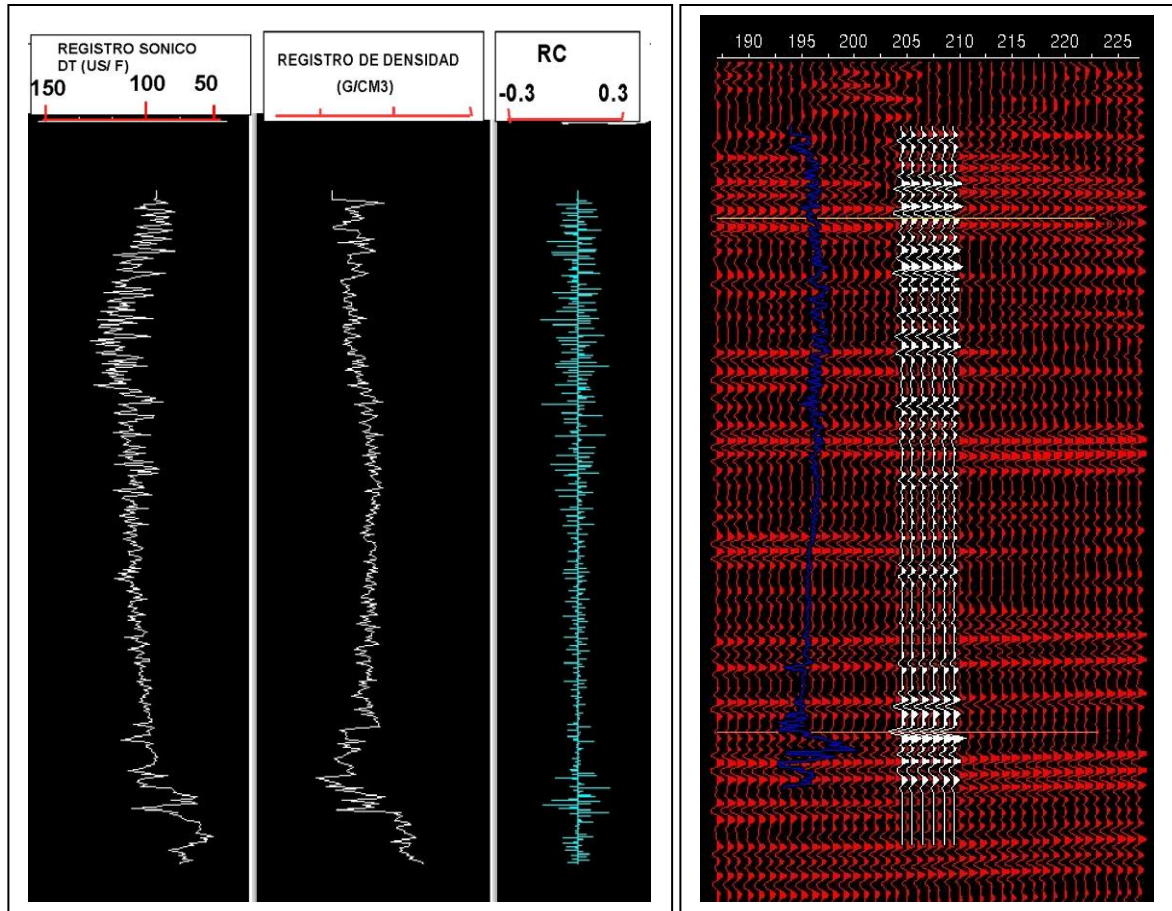 REGISTRO SONICO
DT (US/ F)
150 100 50
REGISTRO DE DENSIDAD
(G/CM3)
RC
-0.3 0.3
190 195 200 205 210 215 220 225